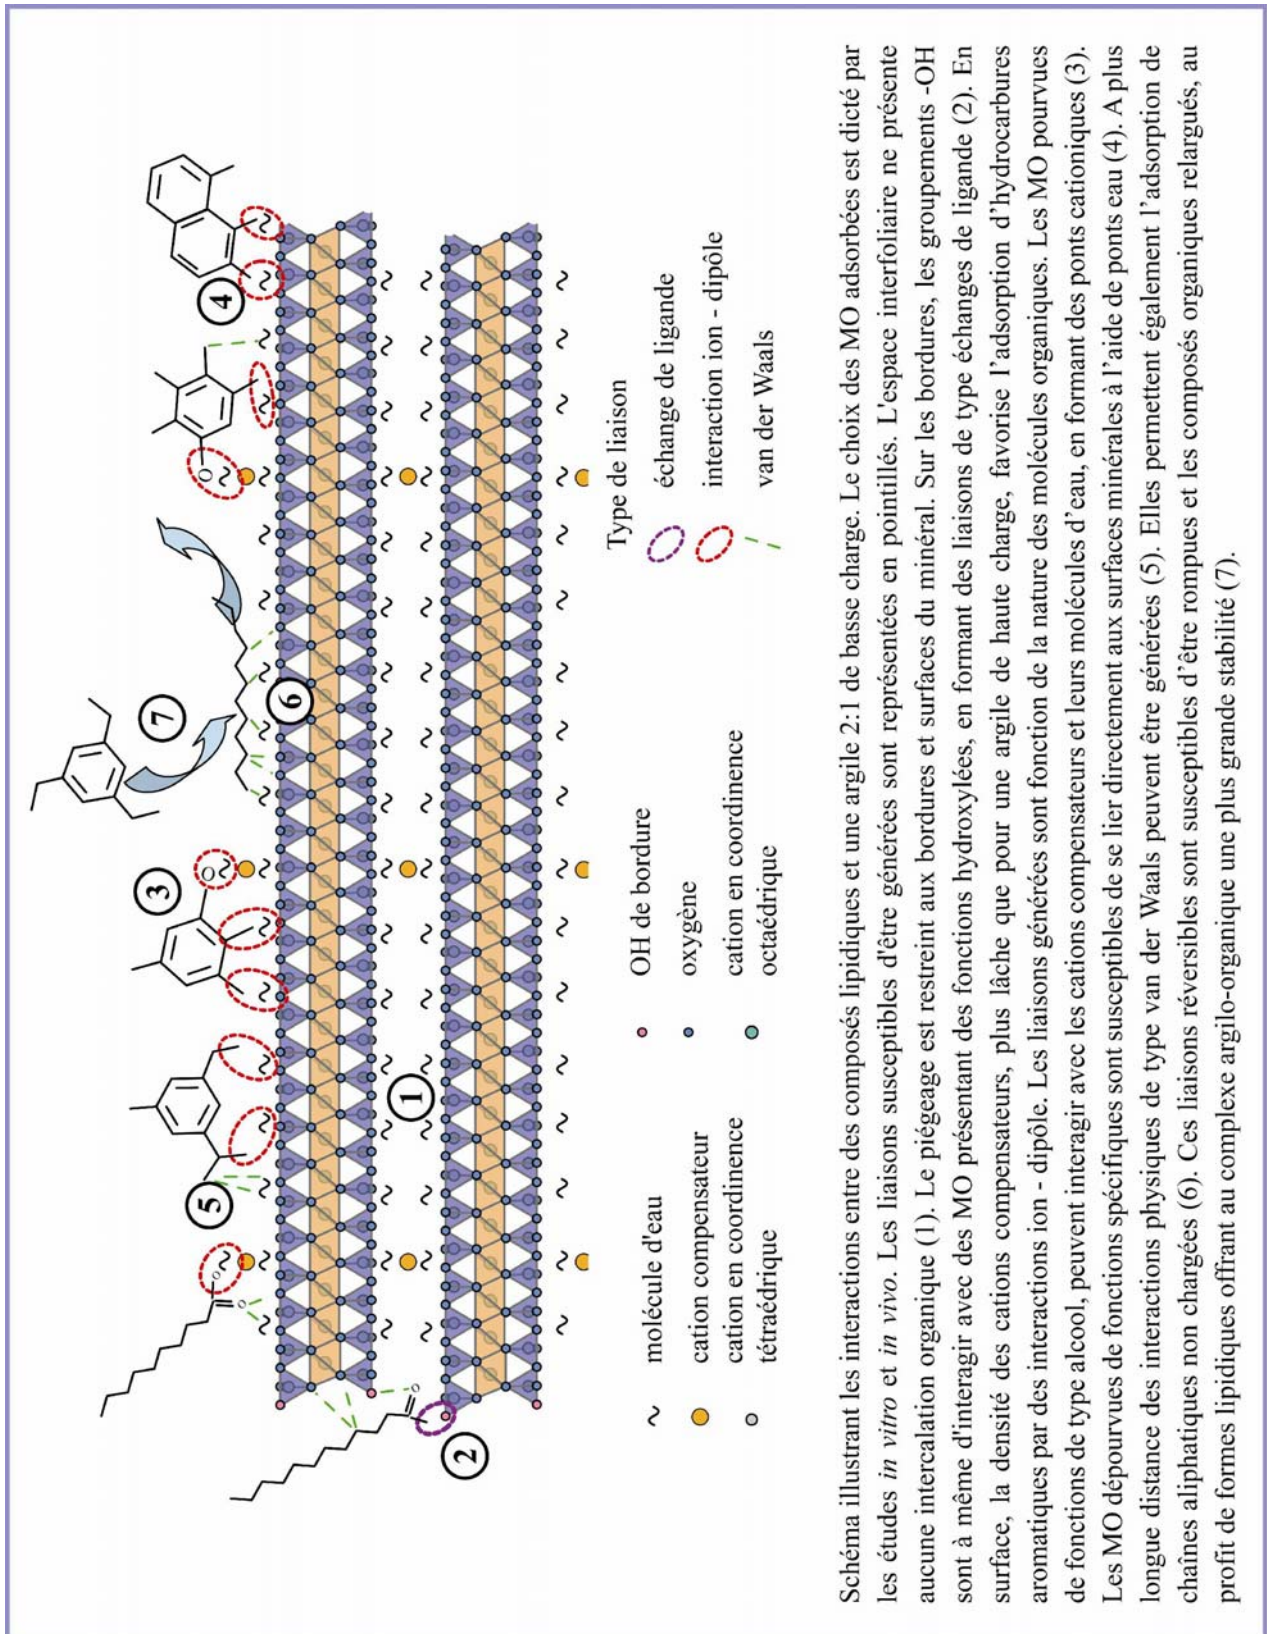 4
7
3
6
5
1
2
molécule d'eau
cation compensateur
cation en coordinence
tétraédrique
OH de bordure
oxygène
cation en coordinence
octaédrique
Type de liaison
échange de ligande
interaction ion - dipôle
van der Waals
Schéma illustrant les interactions entre des composés lipidiques et une argile 2:1 de basse charge. Le choix des MO adsorbées est dicté par
les études in vitro et in vivo. Les liaisons susceptibles d'être générées sont représentées en pointillés. L'espace interfoliaire ne présente
aucune intercalation organique (1). Le piégeage est restreint aux bordures et surfaces du minéral. Sur les bordures, les groupements -OH
sont à même d'interagir avec des MO présentant des fonctions hydroxylées, en formant des liaisons de type échanges de ligande (2). En
surface, la densité des cations compensateurs, plus lâche que pour une argile de haute charge, favorise l'adsorption d'hydrocarbures
aromatiques par des interactions ion - dipôle. Les liaisons générées sont fonction de la nature des molécules organiques. Les MO pourvues
de fonctions de type alcool, peuvent interagir avec les cations compensateurs et leurs molécules d'eau, en formant des ponts cationiques (3).
Les MO dépourvues de fonctions spécifiques sont susceptibles de se lier directement aux surfaces minérales à l'aide de ponts eau (4). A plus
longue distance des interactions physiques de type van der Waals peuvent être générées (5). Elles permettent également l'adsorption de
chaînes aliphatiques non chargées (6). Ces liaisons réversibles sont susceptibles d'être rompues et les composés organiques relargués, au
profit de formes lipidiques offrant au complexe argilo-organique une plus grande stabilité (7).